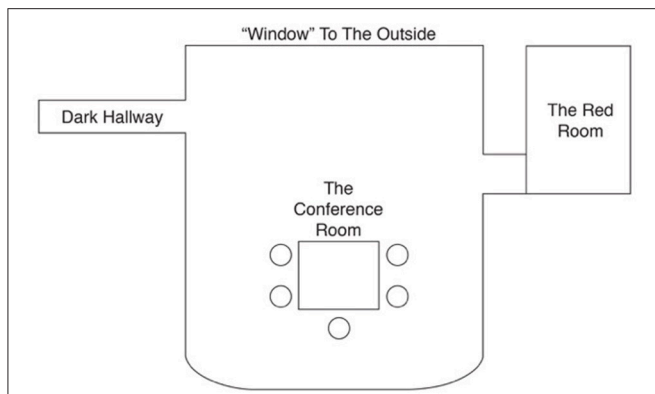 “Window” To The Outside
Dark Hallway
The Red
Room
The
Conference
Room